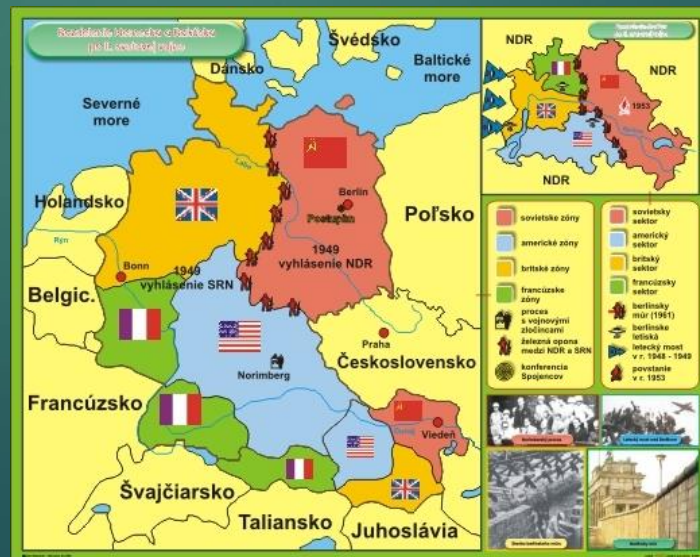 Rozdelenie Nemecka a Rakúska
po II. svetovej vojne
Švédsko
Dánsko
Baltické
more
Severné
more
Holandsko
Rýn
Labe
Berlín
Postupim
Poľsko
1949
vyhlásenie NDR
1949
vyhlásenie SRN
Bonn
Belgic.
Praha
Československo
Norimberg
Francúzsko
Dunaj
Viedeň
Švajčiarsko
Taliansko
Juhoslávia
NDR
NDR
1953
NDR
sovietske zóny
americké zóny
britské zóny
francúzske
zóny
proces
s vojnovými
zločincami
železná opona
medzi NDR a SRN
konferencia
Spojencov
sovietsky
sektor
americký
sektor
britský
sektor
francúzsky
sektor
berlínsky
múr (1961)
berlínske
letiská
letecký most
v r. 1948 - 1949
povstanie
v r. 1953